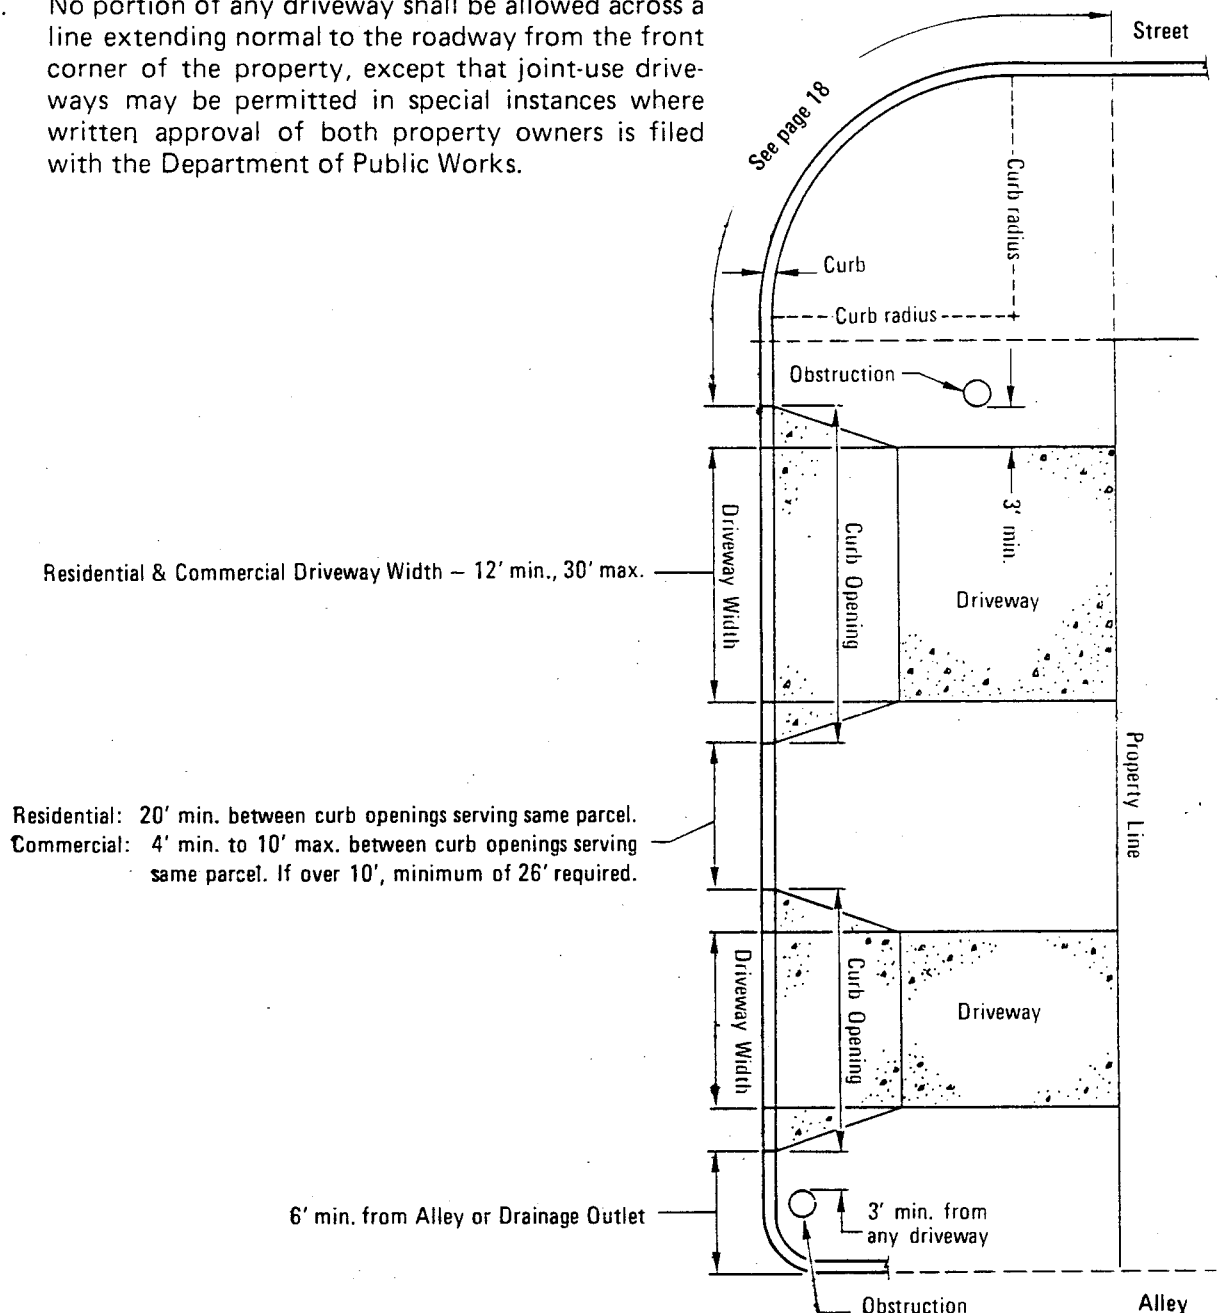 . No portion of any driveway shall be allowed across a
line extending normal to the roadway from the front
corner of the property, except that joint-use drive-
ways may be permitted in special instances where
written approval of both property owners is filed
with the Department of Public Works.
Street
See page 18
Curb radius
Curb
Curb radius
Obstruction
3' min.
Driveway Width
Curb Opening
Residential & Commercial Driveway Width – 12' min., 30' max.
Driveway
Property Line
Residential: 20' min. between curb openings serving same parcel.
Commercial: 4' min. to 10' max. between curb openings serving
same parcel. If over 10', minimum of 26' required.
Driveway Width
Curb Opening
Driveway
6' min. from Alley or Drainage Outlet
3' min. from
any driveway
Obstruction
Alley